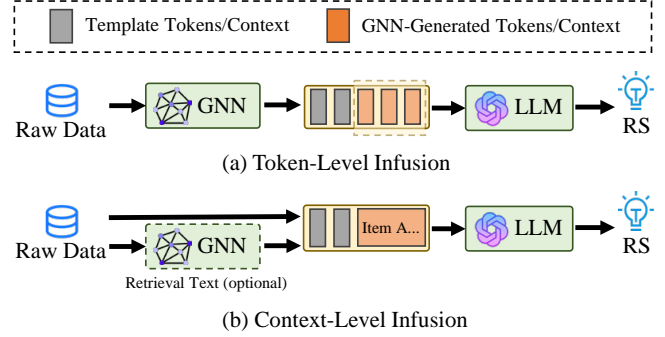 Template Tokens/Context GNN-Generated Tokens/Context
Raw Data GNN LLM RS
(a) Token-Level Infusion
Raw Data GNN Item A... LLM RS
Retrieval Text (optional)
(b) Context-Level Infusion